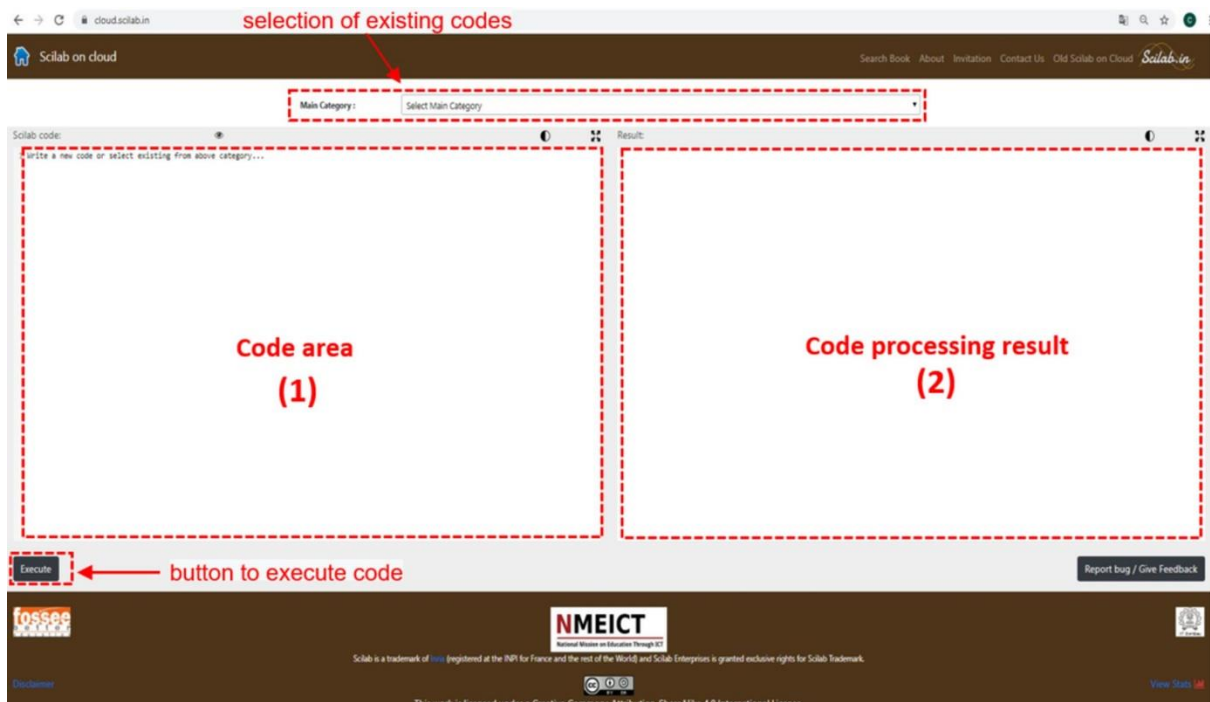 cloud.scilab.in
selection of existing codes
Scilab on cloud
Search Book About Invitation Contact Us Old Scilab on Cloud Scilab.in
Main Category : Select Main Category
Scilab code:
Result:
1 Write a new code or select existing from above category...
Code area
(1)
Code processing result
(2)
Execute
button to execute code
Report bug / Give Feedback
fossee
NMEICT
National Mission on Education Through ICT
Scilab is a trademark of Inria (registered at the INPI for France and the rest of the World) and Scilab Enterprises is granted exclusive rights for Scilab Trademark.
Disclaimer
View Stats